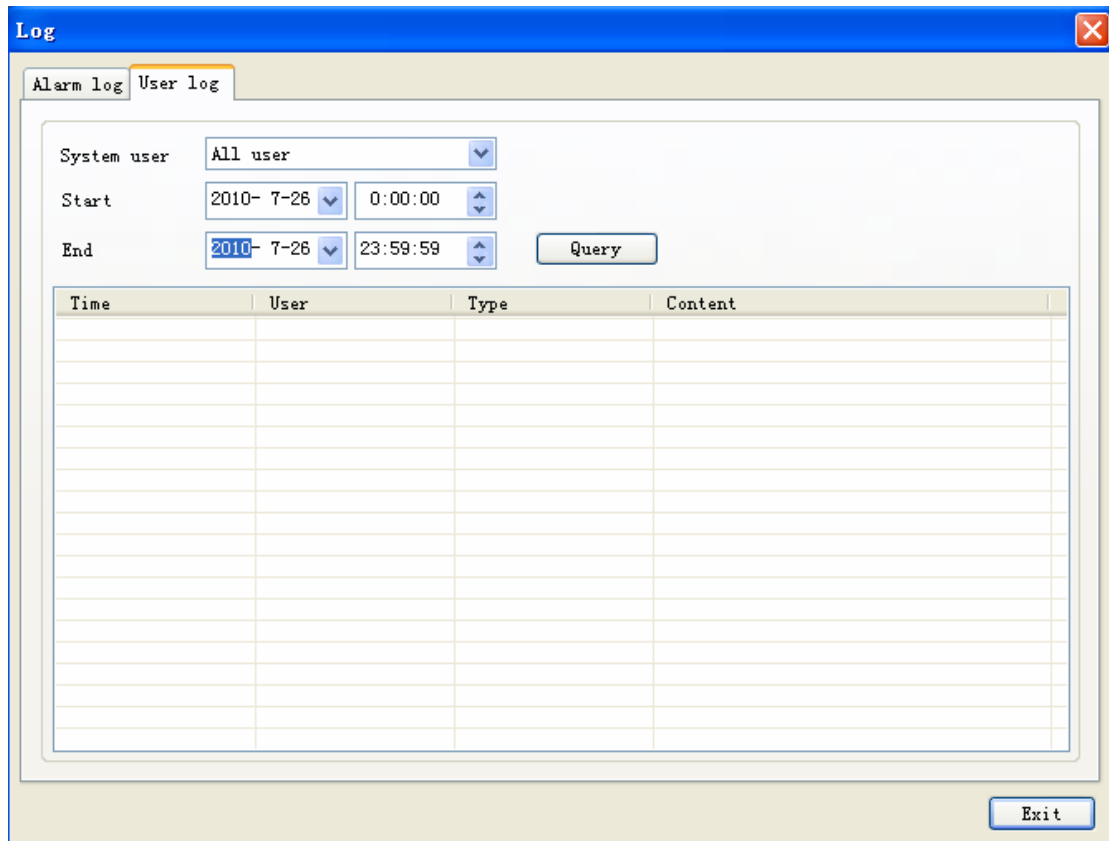 Log
Alarm log User log
System user All user
Start 2010- 7-26 0:00:00
End 2010- 7-26 23:59:59 Query
Time User Type Content
Exit